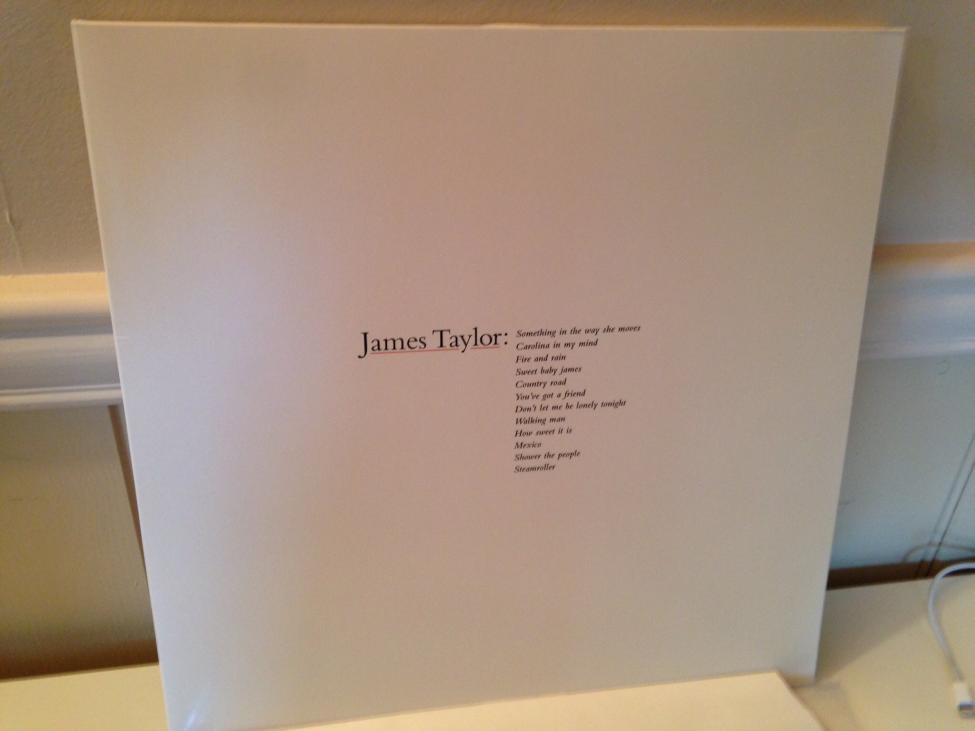 James Taylor:
Something in the way she moves
Carolina in my mind
Fire and rain
Sweet baby james
Country road
You've got a friend
Don't let me be lonely tonight
Walking man
How sweet it is
Mexico
Shower the people
Steamroller